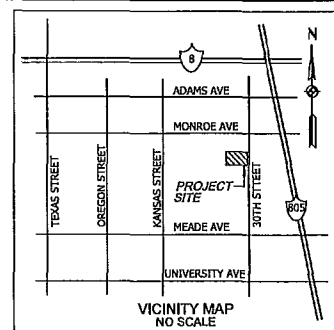 8
N
ADAMS AVE
MONROE AVE
TEXAS STREET
OREGON STREET
KANSAS STREET
30TH STTEET
PROJECT
SITE
805
MEADE AVE
UNIVERSITY AVE
VICINITY MAP
NO SCALE